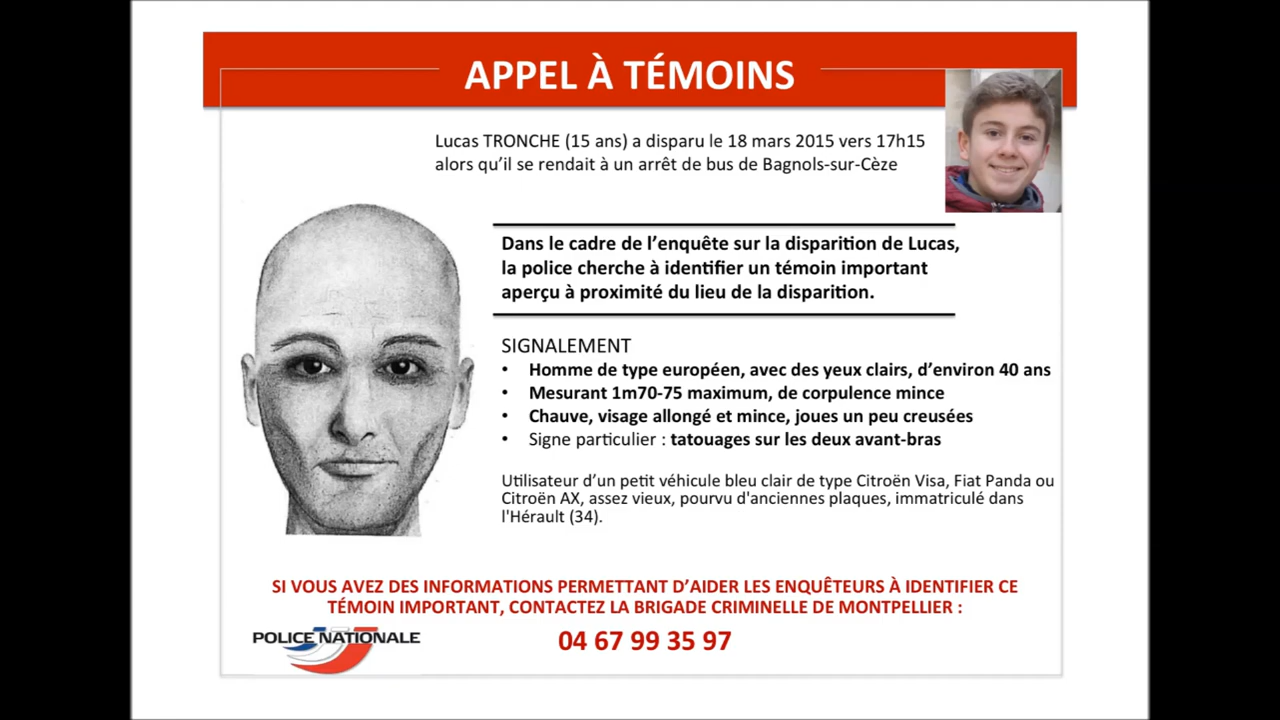 APPEL À TÉMOINS
Lucas TRONCHE (15 ans) a disparu le 18 mars 2015 vers 17h15
alors qu'il se rendait à un arrêt de bus de Bagnols-sur-Cèze
Dans le cadre de l'enquête sur la disparition de Lucas,
la police cherche à identifier un témoin important
aperçu à proximité du lieu de la disparition.
SIGNALEMENT
• Homme de type européen, avec des yeux clairs, d'environ 40 ans
• Mesurant 1m70-75 maximum, de corpulence mince
• Chauve, visage allongé et mince, joues un peu creusées
• Signe particulier : tatouages sur les deux avant-bras
Utilisateur d'un petit véhicule bleu clair de type Citroën Visa, Fiat Panda ou
Citroën AX, assez vieux, pourvu d'anciennes plaques, immatriculé dans
l'Hérault (34).
SI VOUS AVEZ DES INFORMATIONS PERMETTANT D'AIDER LES ENQUÊTEURS À IDENTIFIER CE
TÉMOIN IMPORTANT, CONTACTEZ LA BRIGADE CRIMINELLE DE MONTPELLIER :
04 67 99 35 97
POLICE NATIONALE